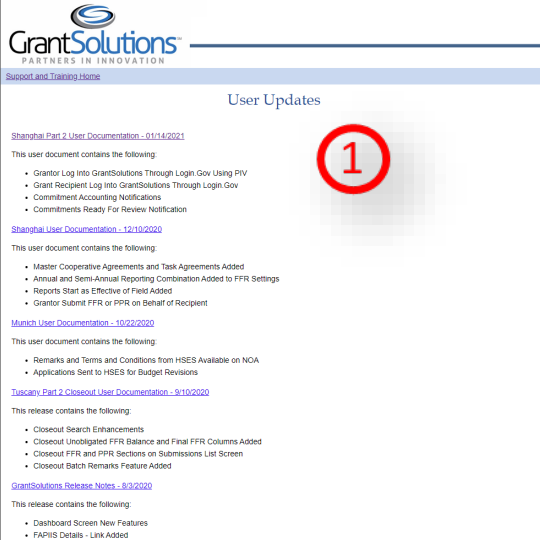 GrantSolutions
PARTNERS IN INNOVATION
Support and Training Home
User Updates
1
Shanghai Part 2 User Documentation - 01/14/2021
This user document contains the following:
• Grantor Log Into GrantSolutions Through Login.Gov Using PIV
• Grant Recipient Log Into GrantSolutions Through Login.Gov
• Commitment Accounting Notifications
• Commitments Ready For Review Notification
Shanghai User Documentation - 12/10/2020
This user document contains the following:
• Master Cooperative Agreements and Task Agreements Added
• Annual and Semi-Annual Reporting Combination Added to FFR Settings
• Reports Start as Effective of Field Added
• Grantor Submit FFR or PPR on Behalf of Recipient
Munich User Documentation - 10/22/2020
This user document contains the following:
• Remarks and Terms and Conditions from HSES Available on NOA
• Applications Sent to HSES for Budget Revisions
Tuscany Part 2 Closeout User Documentation - 9/10/2020
This release contains the following:
• Closeout Search Enhancements
• Closeout Unobligated FFR Balance and Final FFR Columns Added
• Closeout FFR and PPR Sections on Submissions List Screen
• Closeout Batch Remarks Feature Added
GrantSolutions Release Notes - 8/3/2020
This release contains the following:
• Dashboard Screen New Features
• FAPIIS Details - Link Added